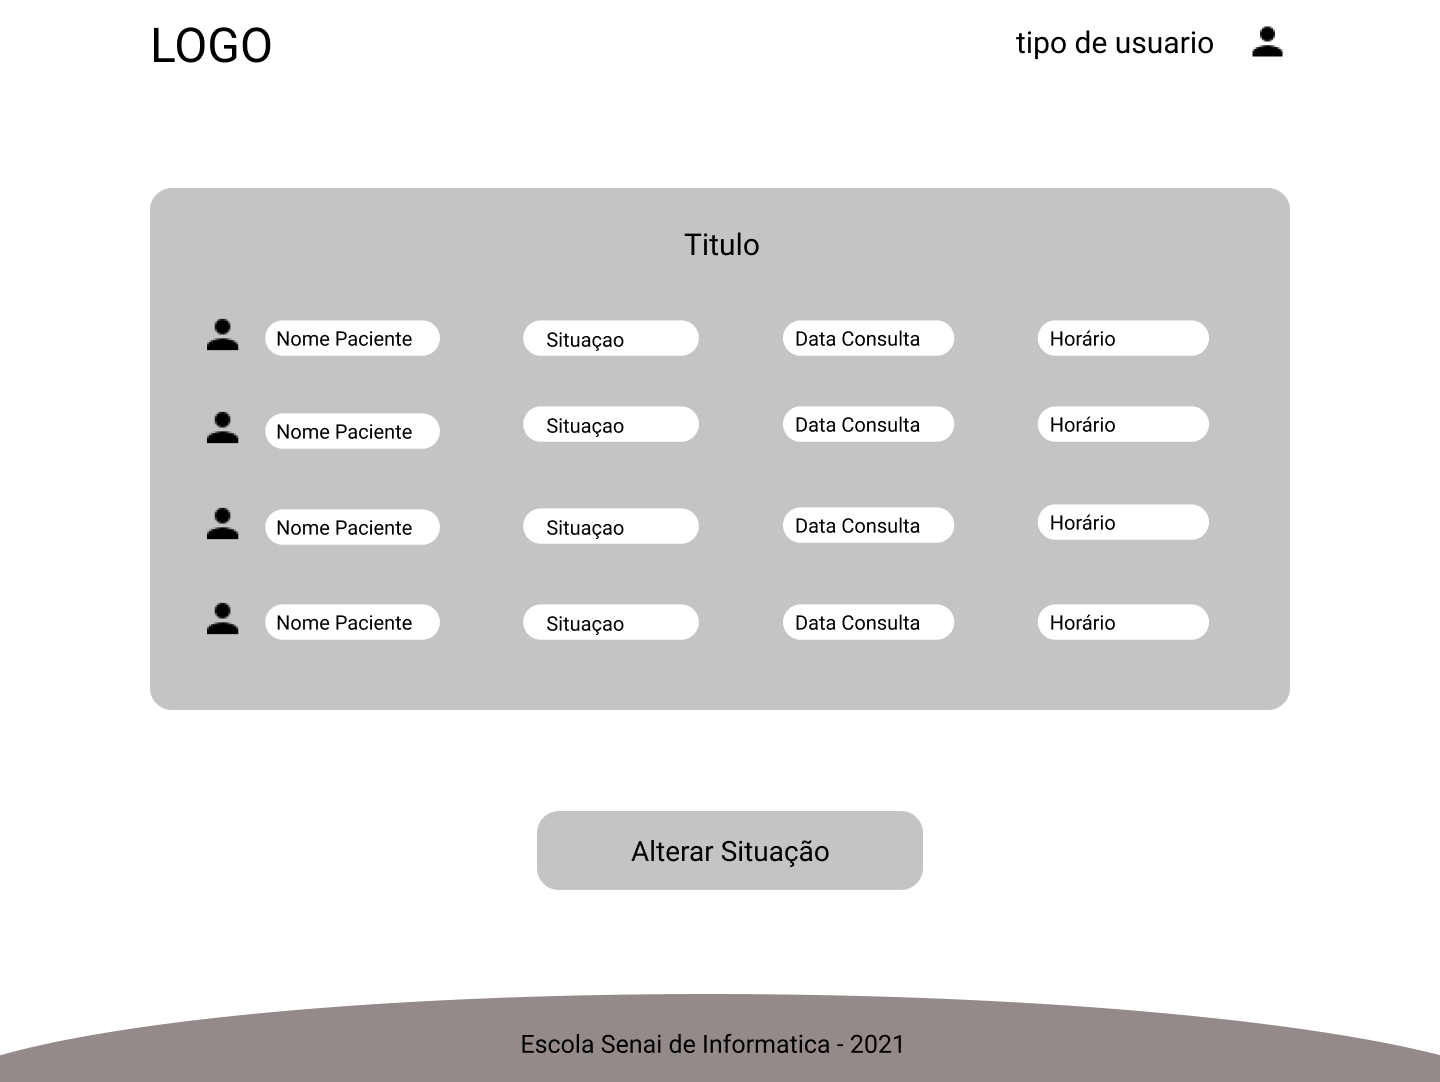 LOGO
tipo de usuario
Titulo
Nome Paciente Situaçao Data Consulta Horário
Nome Paciente Situaçao Data Consulta Horário
Nome Paciente Situaçao Data Consulta Horário
Nome Paciente Situaçao Data Consulta Horário
Alterar Situação
Escola Senai de Informatica - 2021